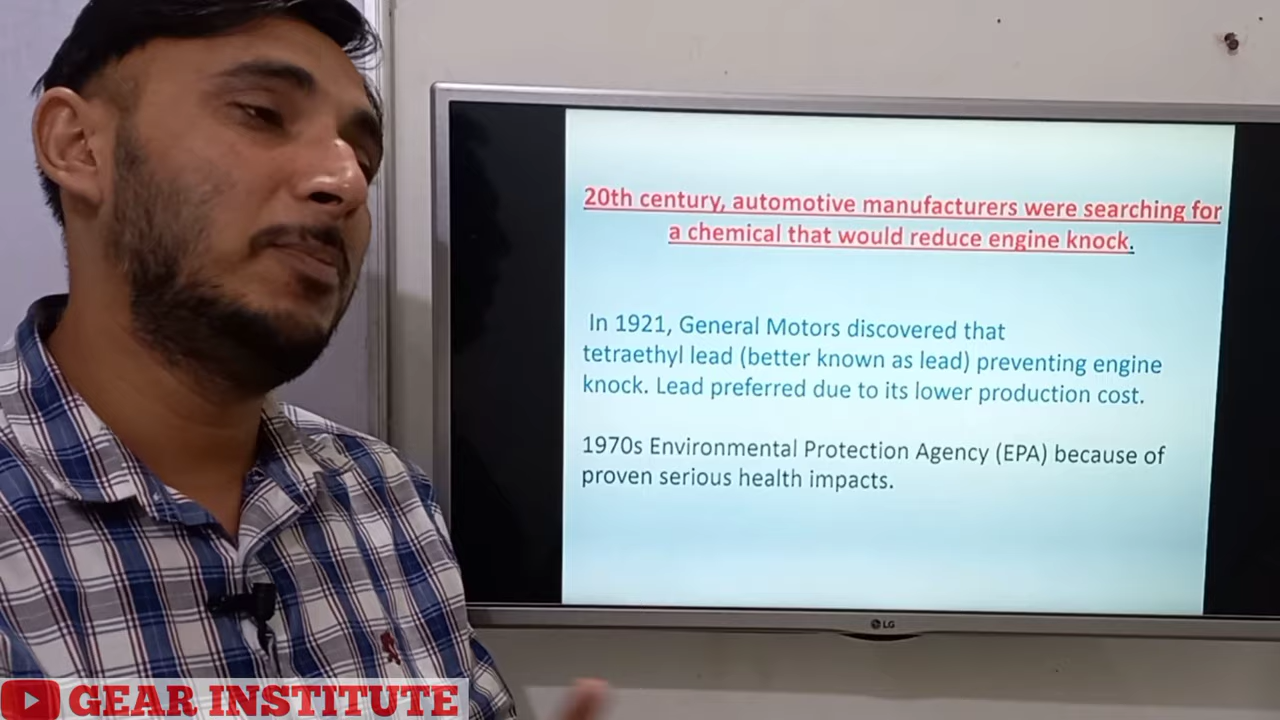 20th century, automotive manufacturers were searching for
a chemical that would reduce engine knock.
In 1921, General Motors discovered that
tetraethyl lead (better known as lead) preventing engine
knock. Lead preferred due to its lower production cost.
1970s Environmental Protection Agency (EPA) because of
proven serious health impacts.
LG
GEAR INSTITUTE